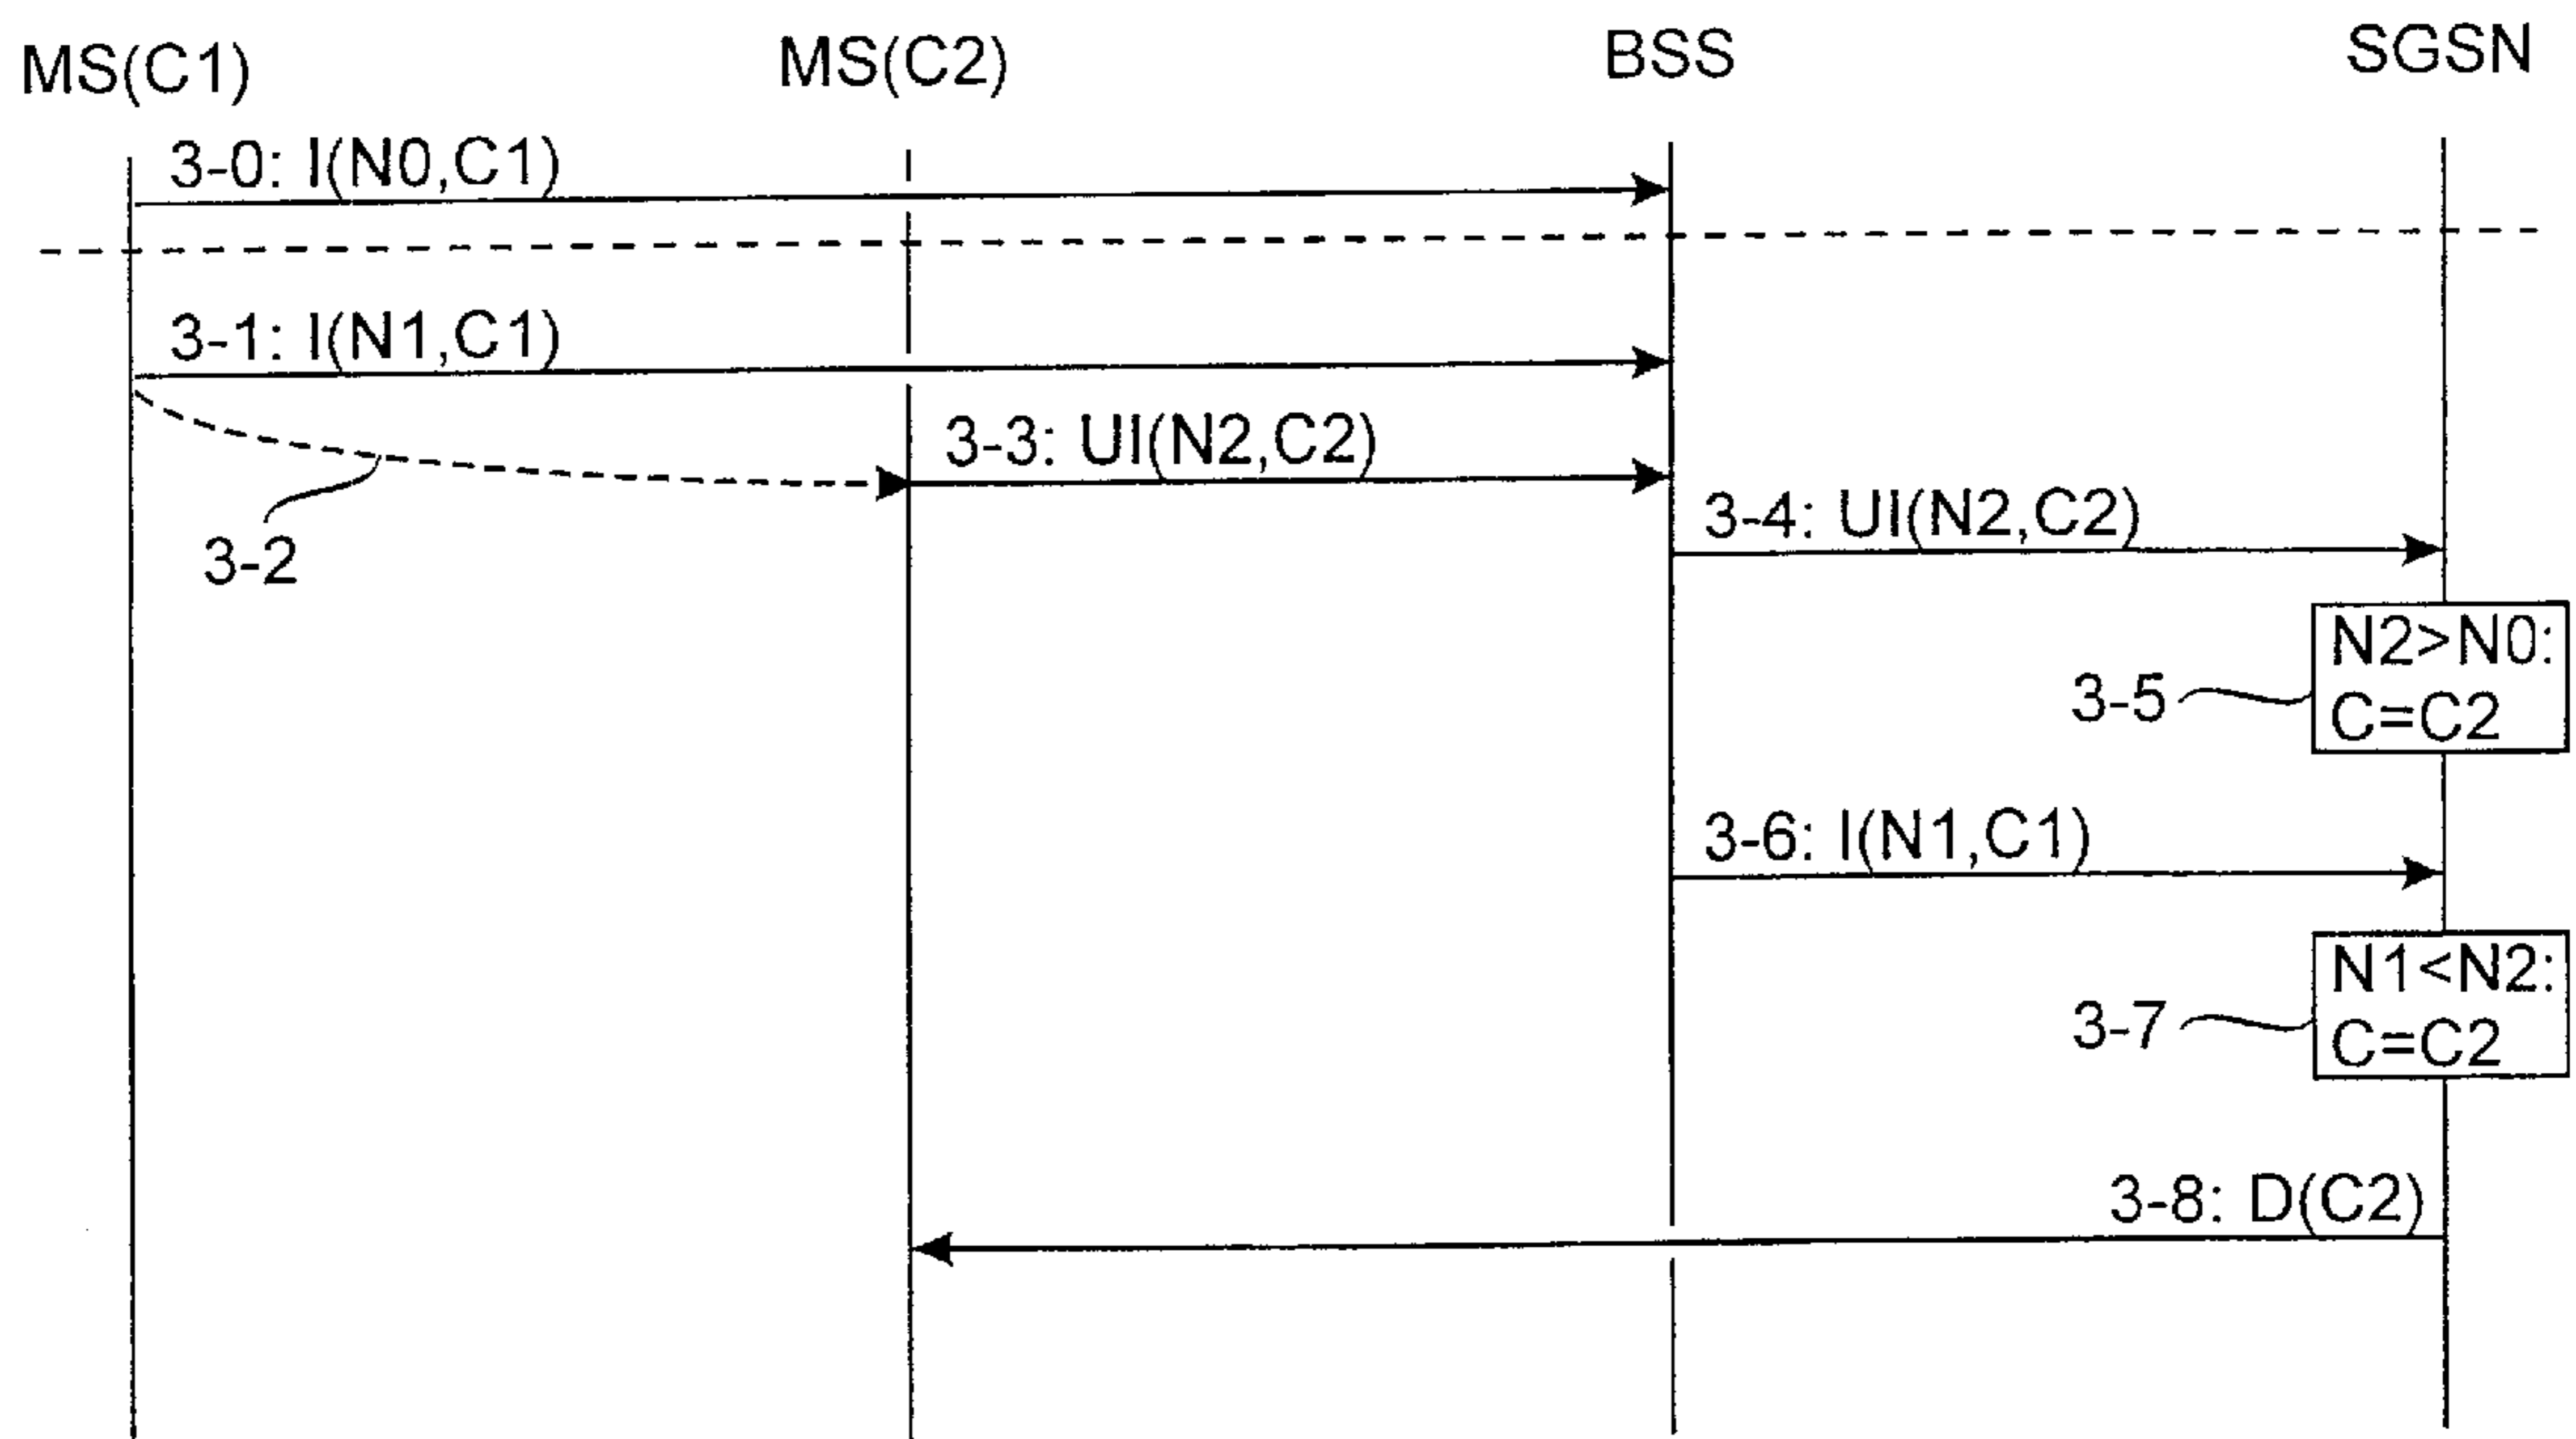 MS(C1)
MS(C2)
BSS
SGSN
3-0: I(N0,C1)
3-1: I(N1,C1)
3-2
3-3: UI(N2,C2)
3-4: UI(N2,C2)
N2>N0:
C=C2
3-5
3-6: I(N1,C1)
N1<N2:
C=C2
3-7
3-8: D(C2)